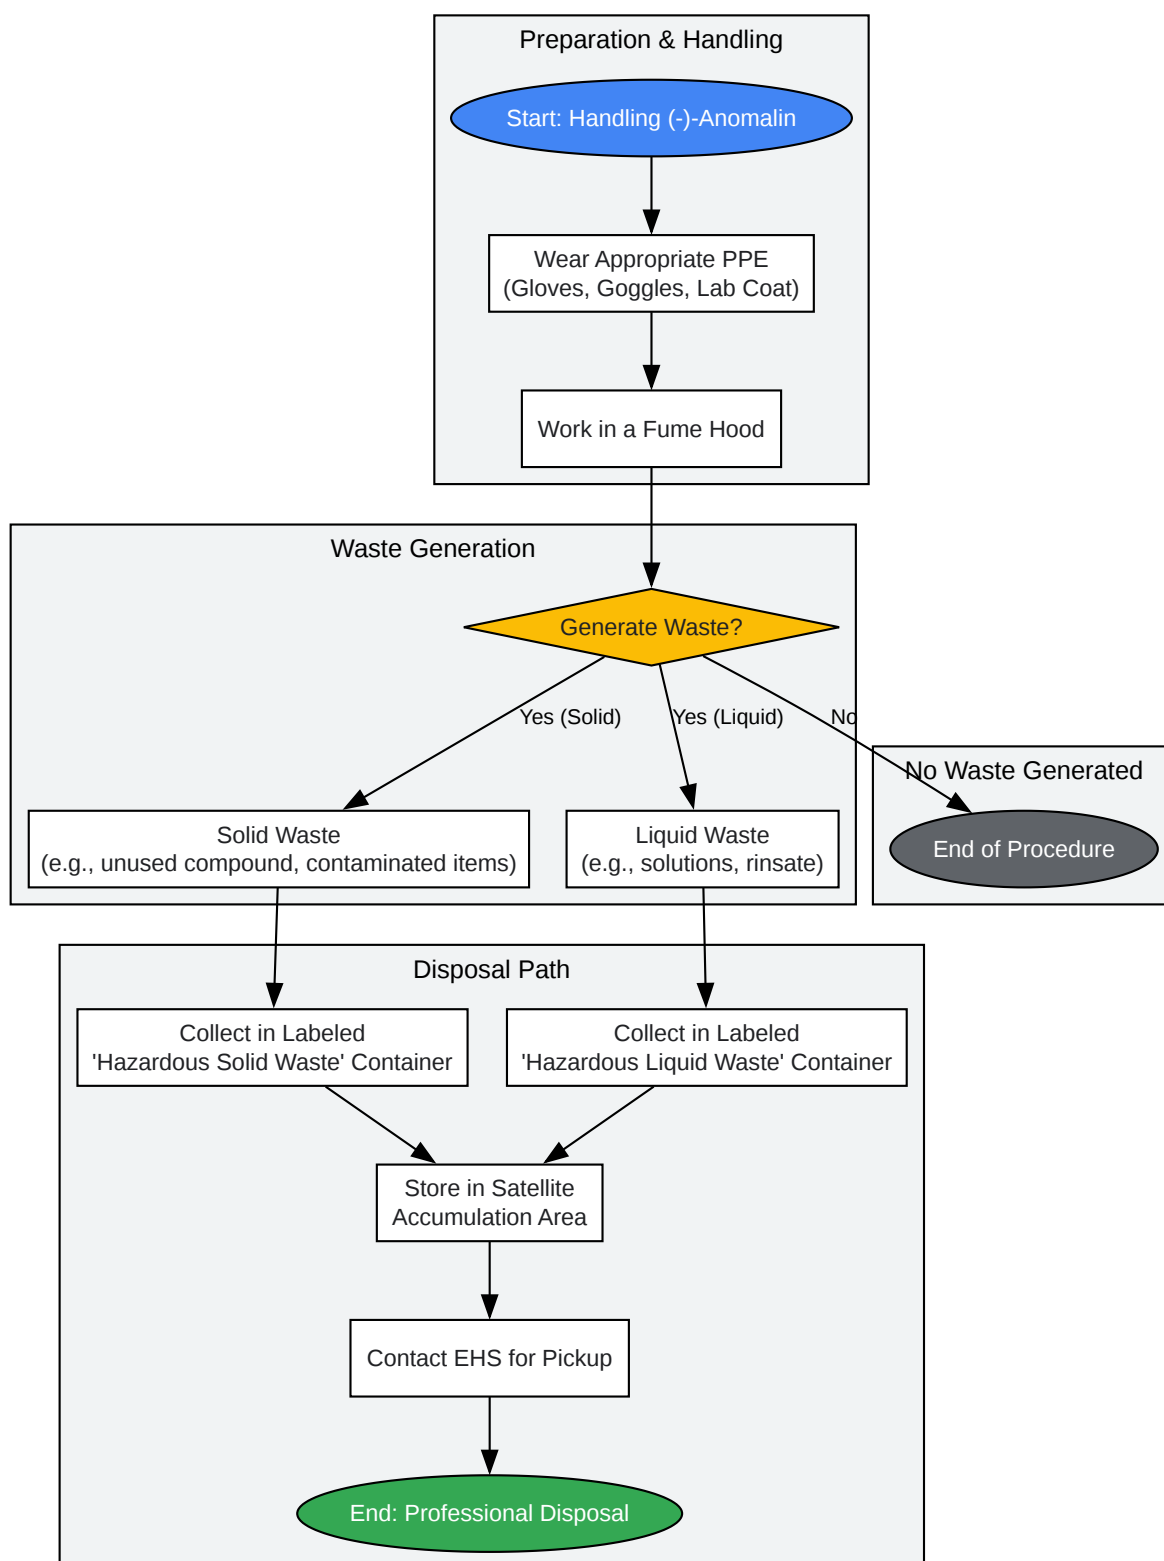 Preparation & Handling
Start: Handling (-)-Anomalin
Wear Appropriate PPE
(Gloves, Goggles, Lab Coat)
Work in a Fume Hood
Waste Generation
Generate Waste?
Yes (Solid)
Yes (Liquid)
No
No Waste Generated
Solid Waste
(e.g., unused compound, contaminated items)
Liquid Waste
(e.g., solutions, rinsate)
End of Procedure
Disposal Path
Collect in Labeled
'Hazardous Solid Waste' Container
Collect in Labeled
'Hazardous Liquid Waste' Container
Store in Satellite
Accumulation Area
Contact EHS for Pickup
End: Professional Disposal